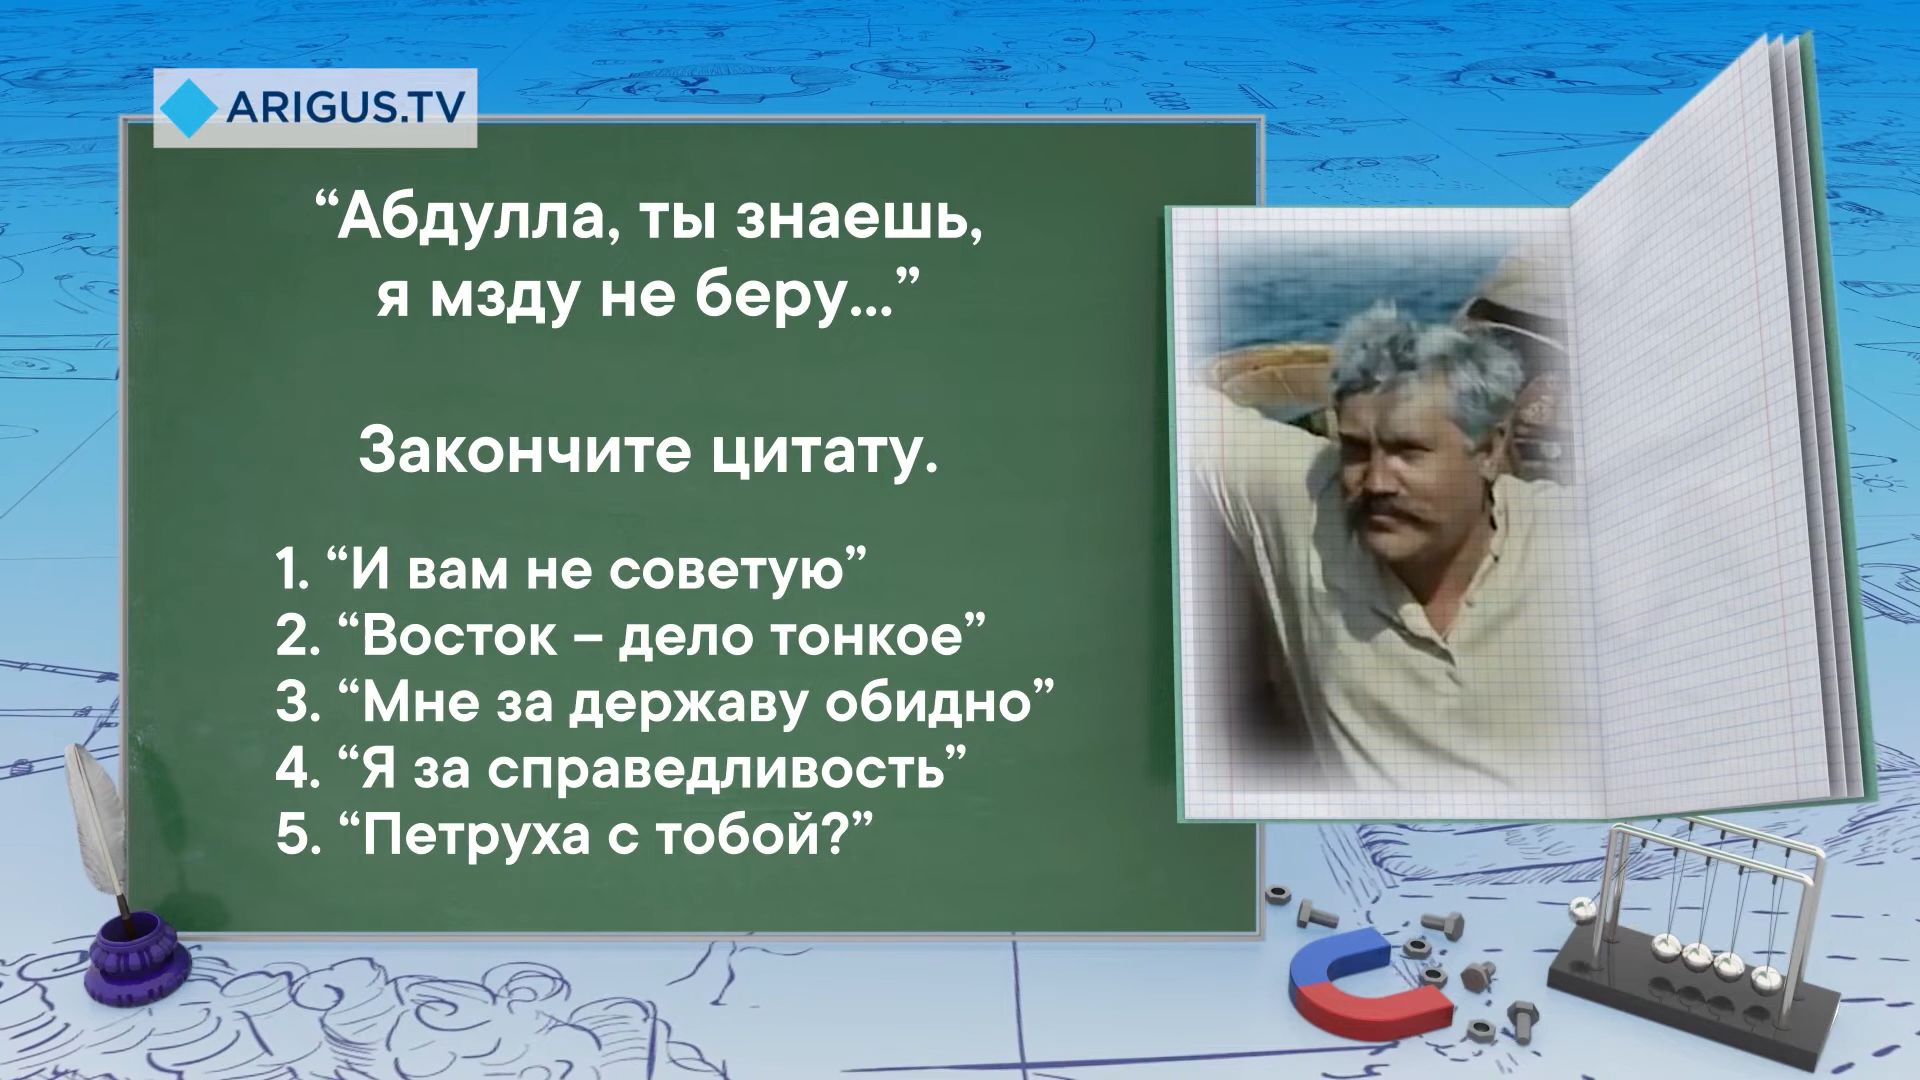 ARIGUS.TV
“Абдулла, ты знаешь,
я мзду не беру...”
Закончите цитату.
1. “И вам не советую”
2. “Восток – дело тонкое”
3. “Мне за державу обидно”
4. “Я за справедливость”
5. “Петруха с тобой?”